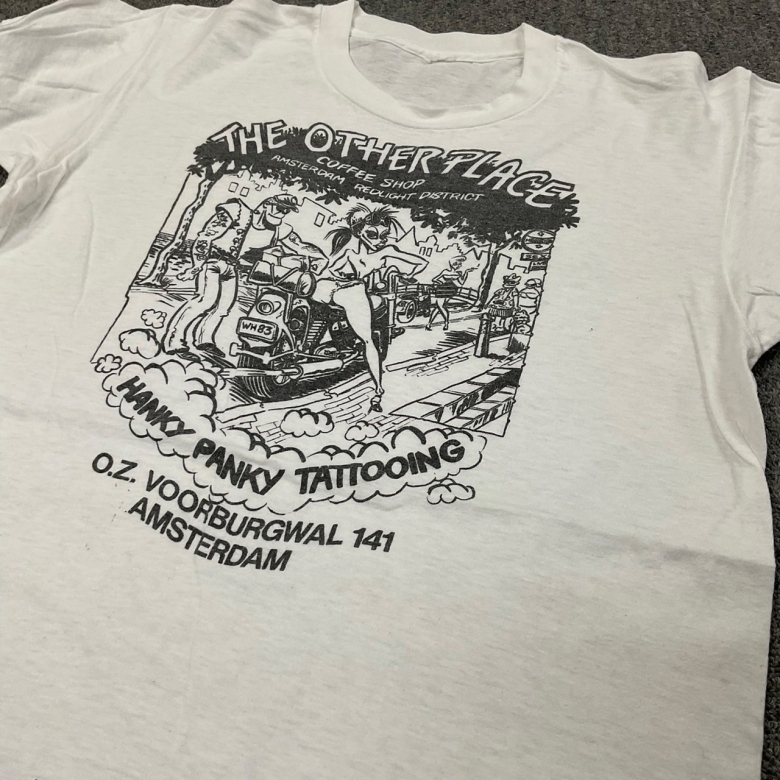 THE OTHER PLACE
COFFEE SHOP
AMSTERDAM REDLIGHT DISTRICT
WH83
HANKY PANKY TATTOOING
O.Z. VOORBURGWAL 141
AMSTERDAM